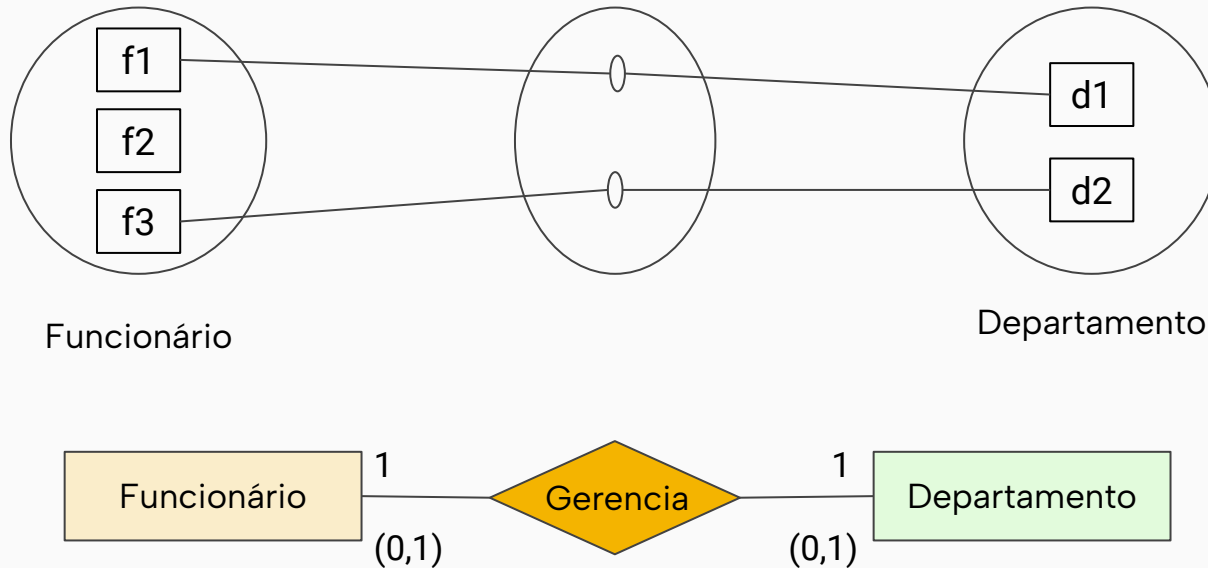 f1
f2
f3
d1
d2
Funcionário
Departamento
Funcionário
1
(0,1)
Gerencia
1
(0,1)
Departamento